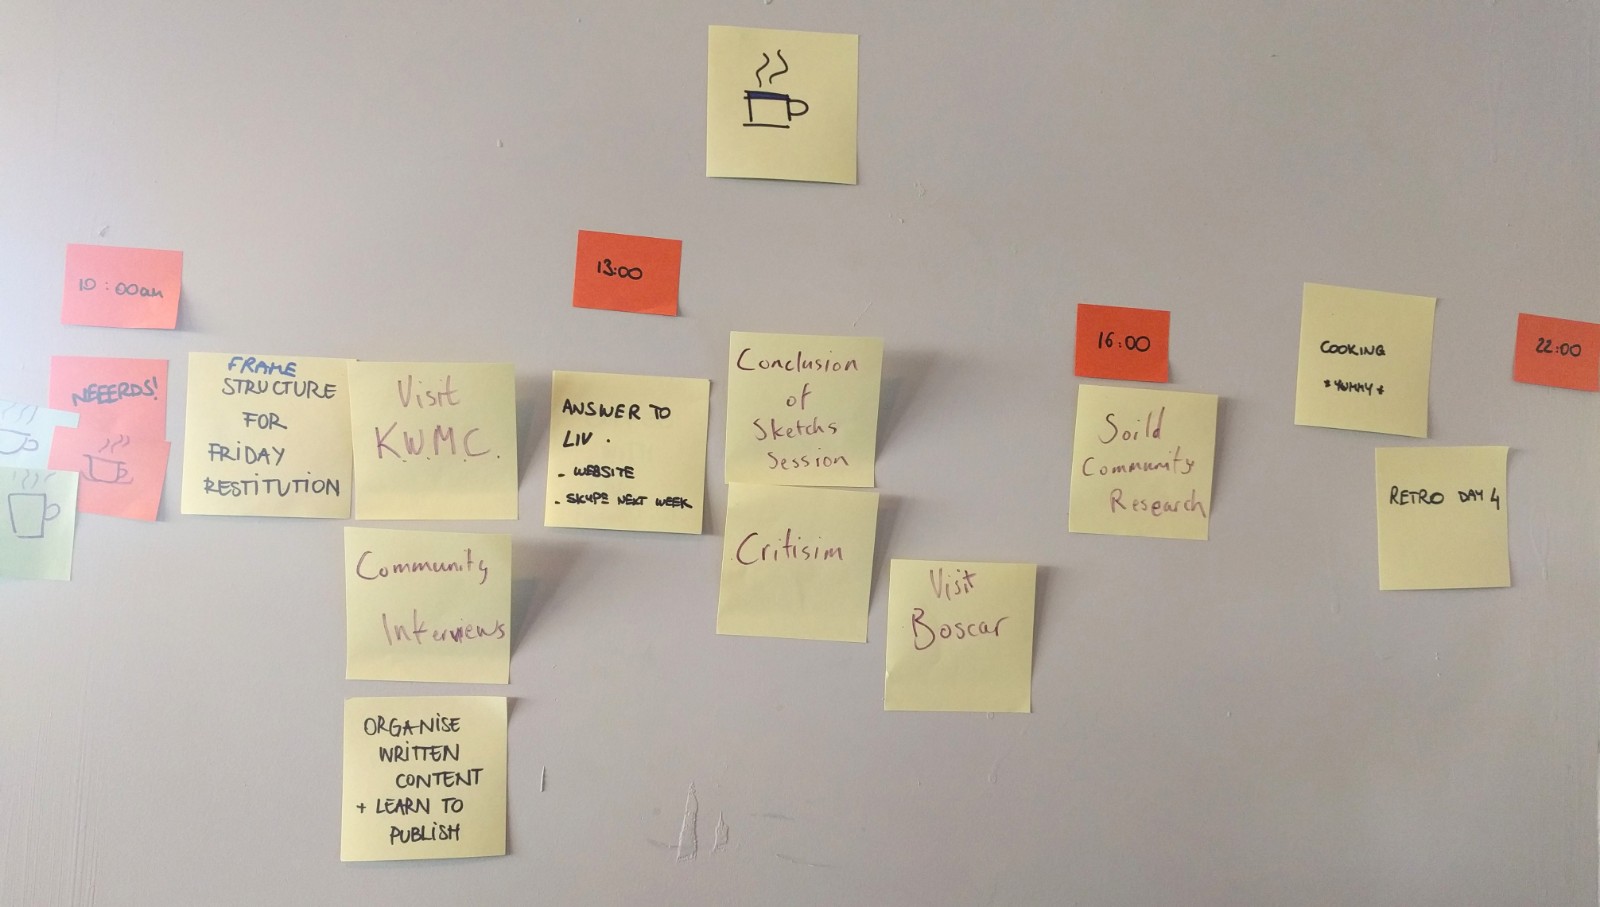 10:00am
NEEERDS!
FRAME
STRUCTURE
FOR
FRIDAY
RESTITUTION
Visit
K.W.M.C.
Community
Interviews
ORGANISE
WRITTEN
CONTENT
+ LEARN TO
PUBLISH
13:00
ANSWER TO
LIV.
- WEBSITE
- SKYPE NEXT WEEK
Conclusion
of
Sketchs
Session
Critisim
Visit
Boscar
16:00
Soild
Community
Research
COOKING
*YUMMY*
RETRO DAY 4
22:00